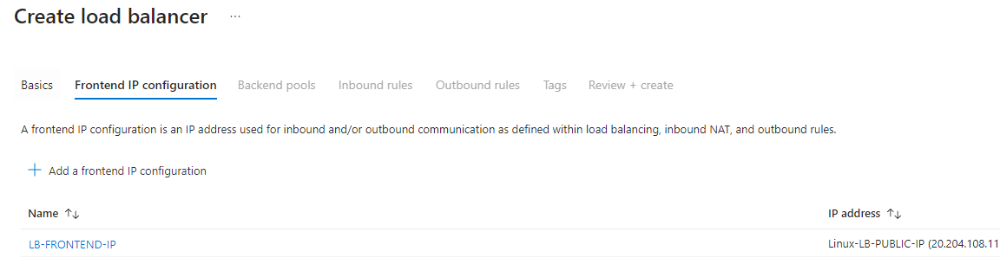 Create load balancer ...
Basics Frontend IP configuration Backend pools Inbound rules Outbound rules Tags Review + create
A frontend IP configuration is an IP address used for inbound and/or outbound communication as defined within load balancing, inbound NAT, and outbound rules.
+ Add a frontend IP configuration
Name ↑↓ IP address ↑↓
LB-FRONTEND-IP Linux-LB-PUBLIC-IP (20.204.108.11